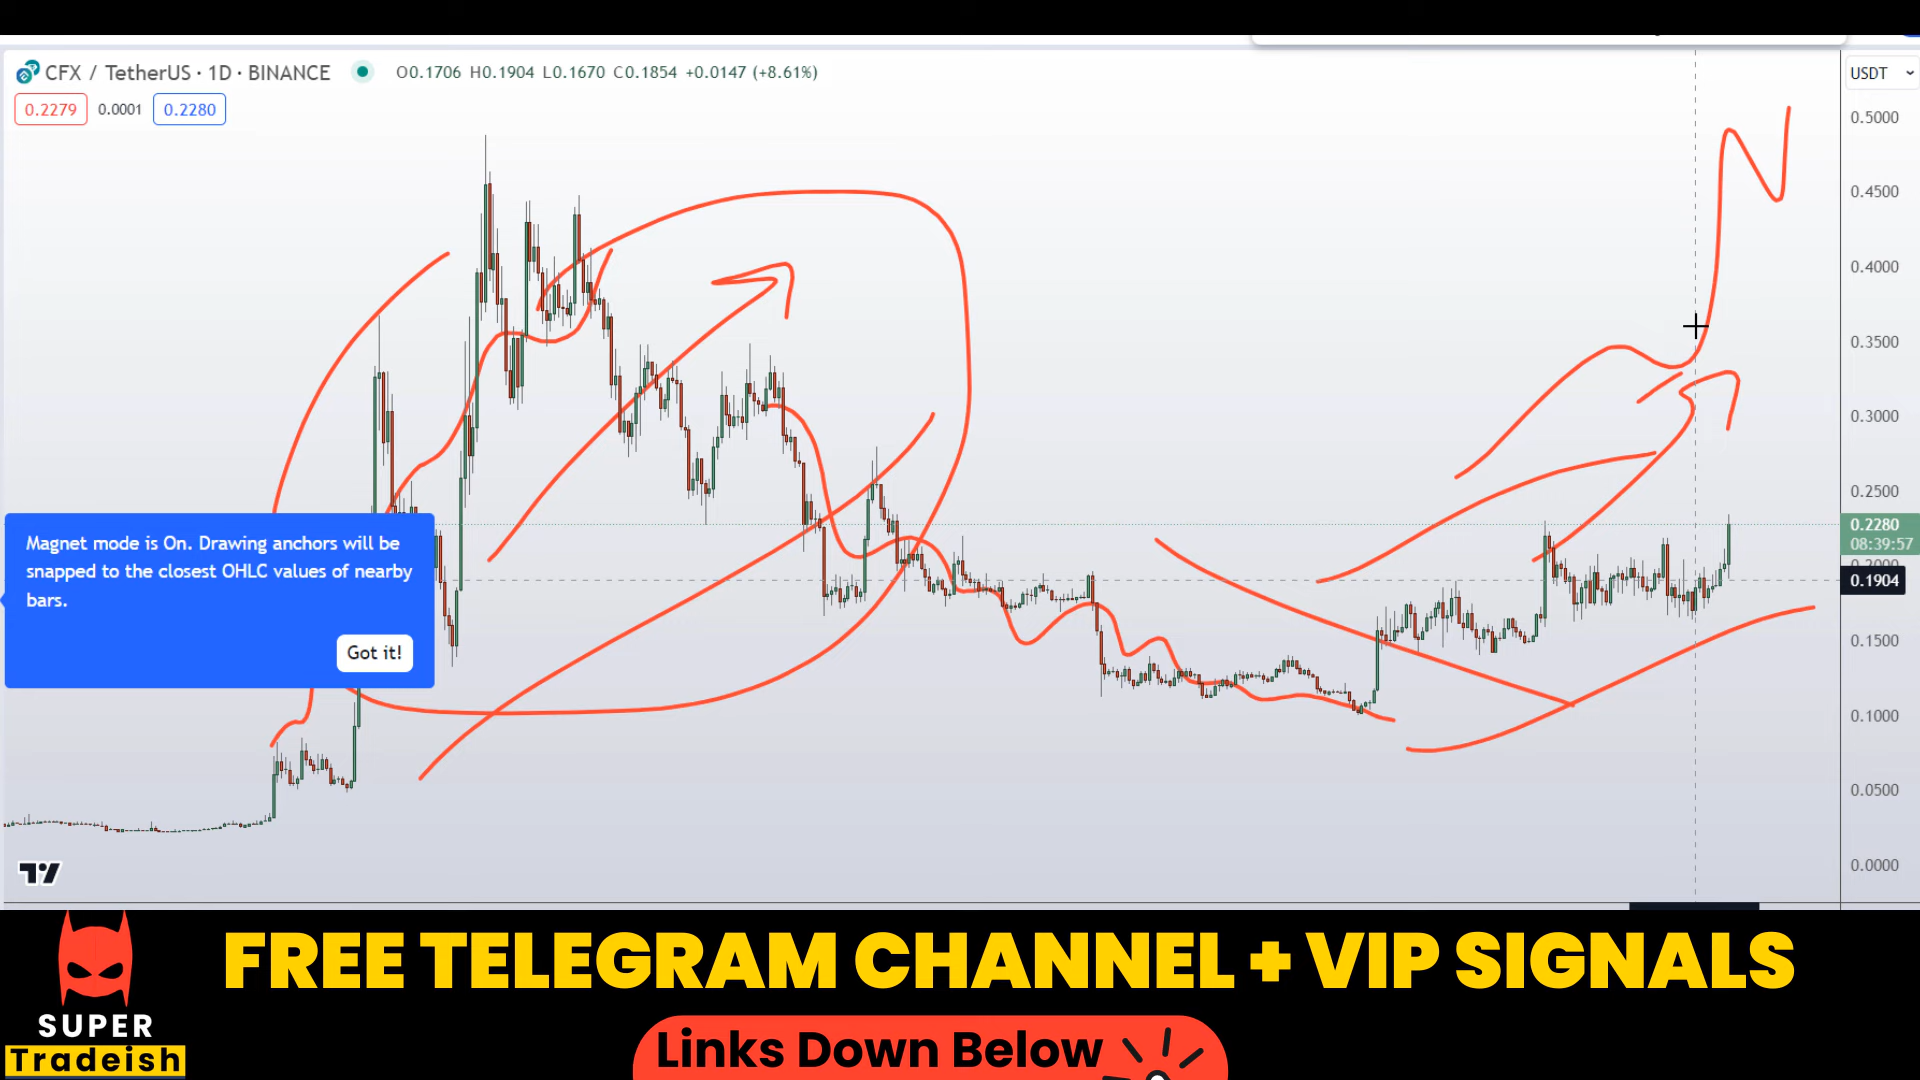 CFX / TetherUS · 1D · BINANCE
O0.1706 H0.1904 L0.1670 C0.1854 +0.0147 (+8.61%)
USDT
0.2279 0.0001 0.2280
0.5000
0.4500
0.4000
0.3500
0.3000
0.2500
0.2280
08:39:57
0.2000
0.1904
0.1500
0.1000
0.0500
0.0000
Magnet mode is On. Drawing anchors will be
snapped to the closest OHLC values of nearby
bars.
Got it!
FREE TELEGRAM CHANNEL + VIP SIGNALS
SUPER
Tradeish
Links Down Below